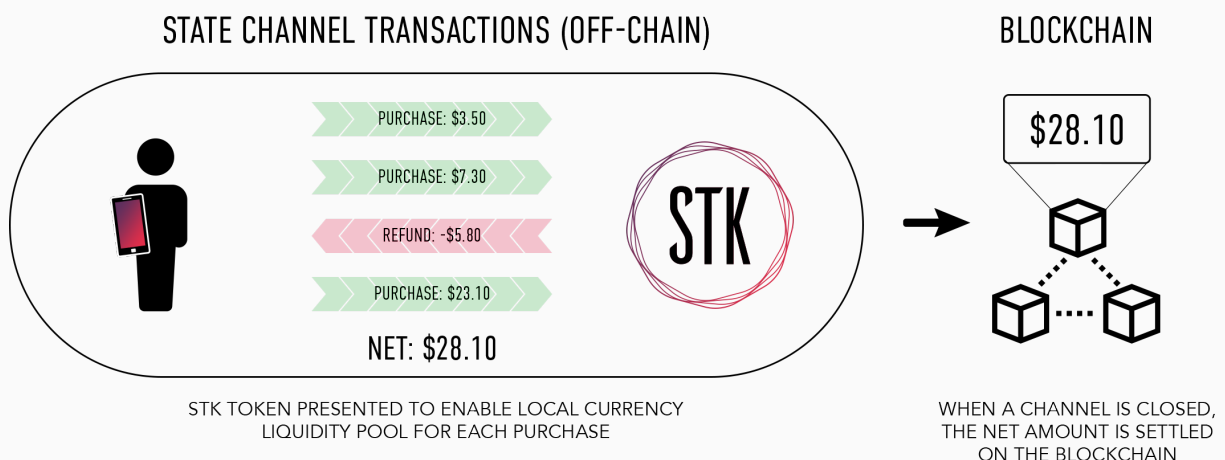 STATE CHANNEL TRANSACTIONS (OFF-CHAIN)
PURCHASE: $3.50
PURCHASE: $7.30
REFUND: -$5.80
PURCHASE: $23.10
NET: $28.10
STK
STK TOKEN PRESENTED TO ENABLE LOCAL CURRENCY
LIQUIDITY POOL FOR EACH PURCHASE
BLOCKCHAIN
$28.10
WHEN A CHANNEL IS CLOSED,
THE NET AMOUNT IS SETTLED
ON THE BLOCKCHAIN